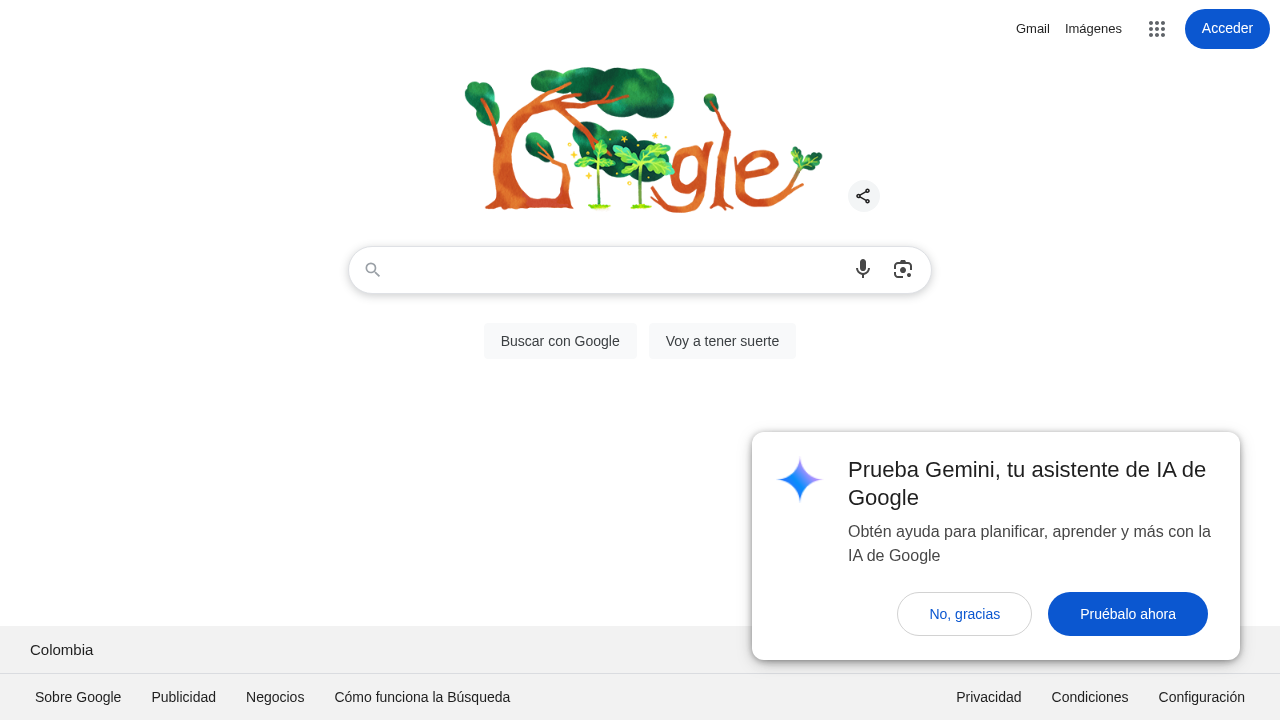 Gmail
Imágenes
Acceder
Google
Buscar con Google
Voy a tener suerte
Prueba Gemini, tu asistente de IA de
Google
Obtén ayuda para planificar, aprender y más con la
IA de Google
No, gracias
Pruébalo ahora
Colombia
Sobre Google
Publicidad
Negocios
Cómo funciona la Búsqueda
Privacidad
Condiciones
Configuración